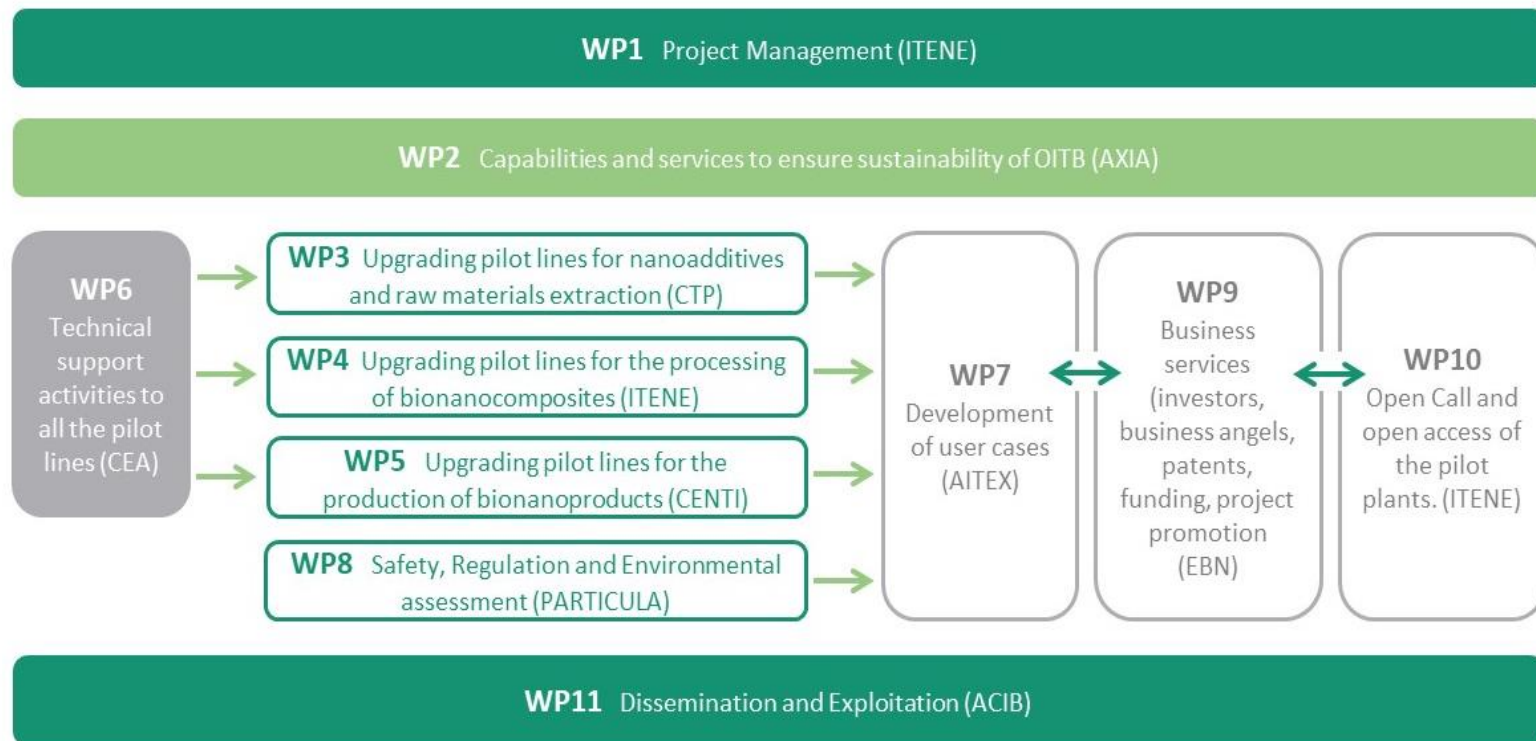 WP1 Project Management (ITENE)
WP2 Capabilities and services to ensure sustainability of OITB (AXIA)
WP6
Technical
support
activities to
all the pilot
lines (CEA)
WP3 Upgrading pilot lines for nanoadditives
and raw materials extraction (CTP)
WP4 Upgrading pilot lines for the processing
of bionanocomposites (ITENE)
WP5 Upgrading pilot lines for the
production of bionanoproducts (CENTI)
WP8 Safety, Regulation and Environmental
assessment (PARTICULA)
WP7
Development
of user cases
(AITEX)
WP9
Business
services
(investors,
business angels,
patents,
funding, project
promotion
(EBN)
WP10
Open Call and
open access of
the pilot
plants. (ITENE)
WP11 Dissemination and Exploitation (ACIB)